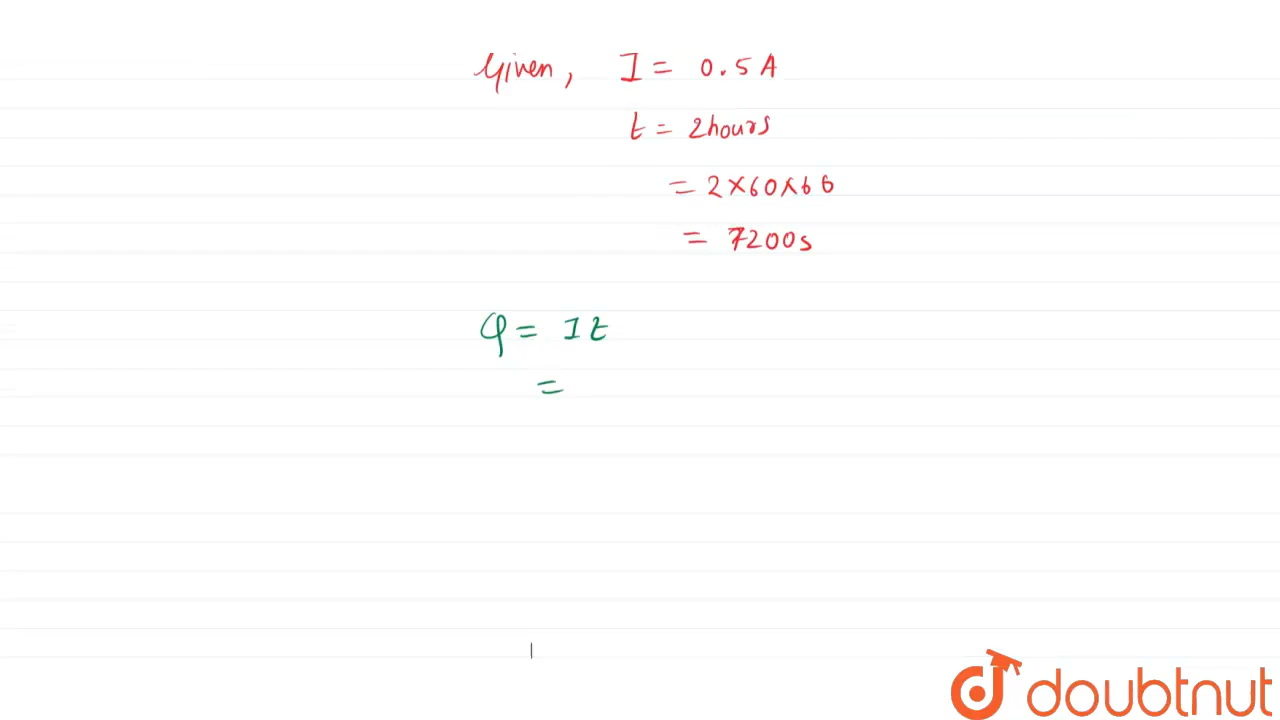 Given, I = 0.5 A
t = 2hours
= 2×60×60
= 7200s
Q = It
=
doubtnut